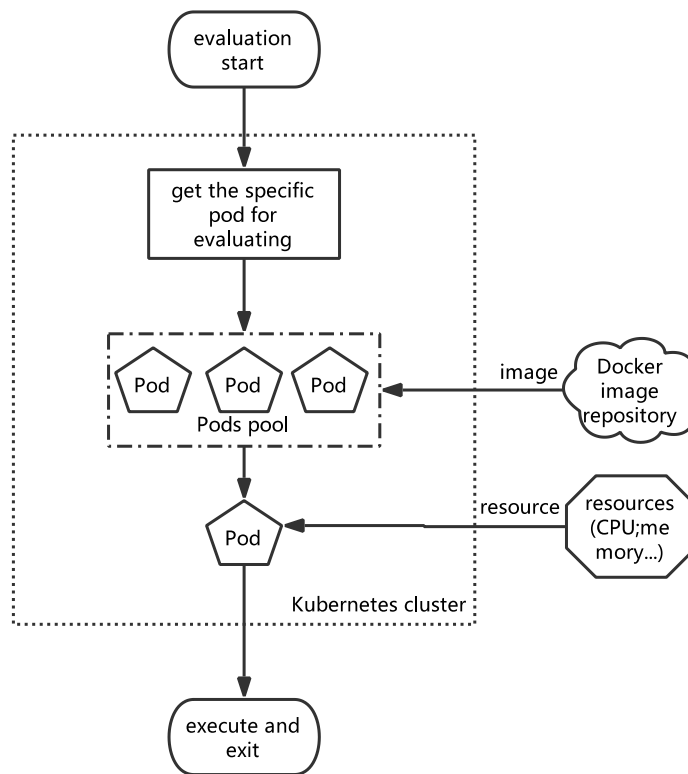 evaluation
start
get the specific
pod for
evaluating
Pod
Pod
Pod
Pods pool
image
Docker
image
repository
Pod
resource
resources
(CPU;me
mory...)
Kubernetes cluster
execute and
exit